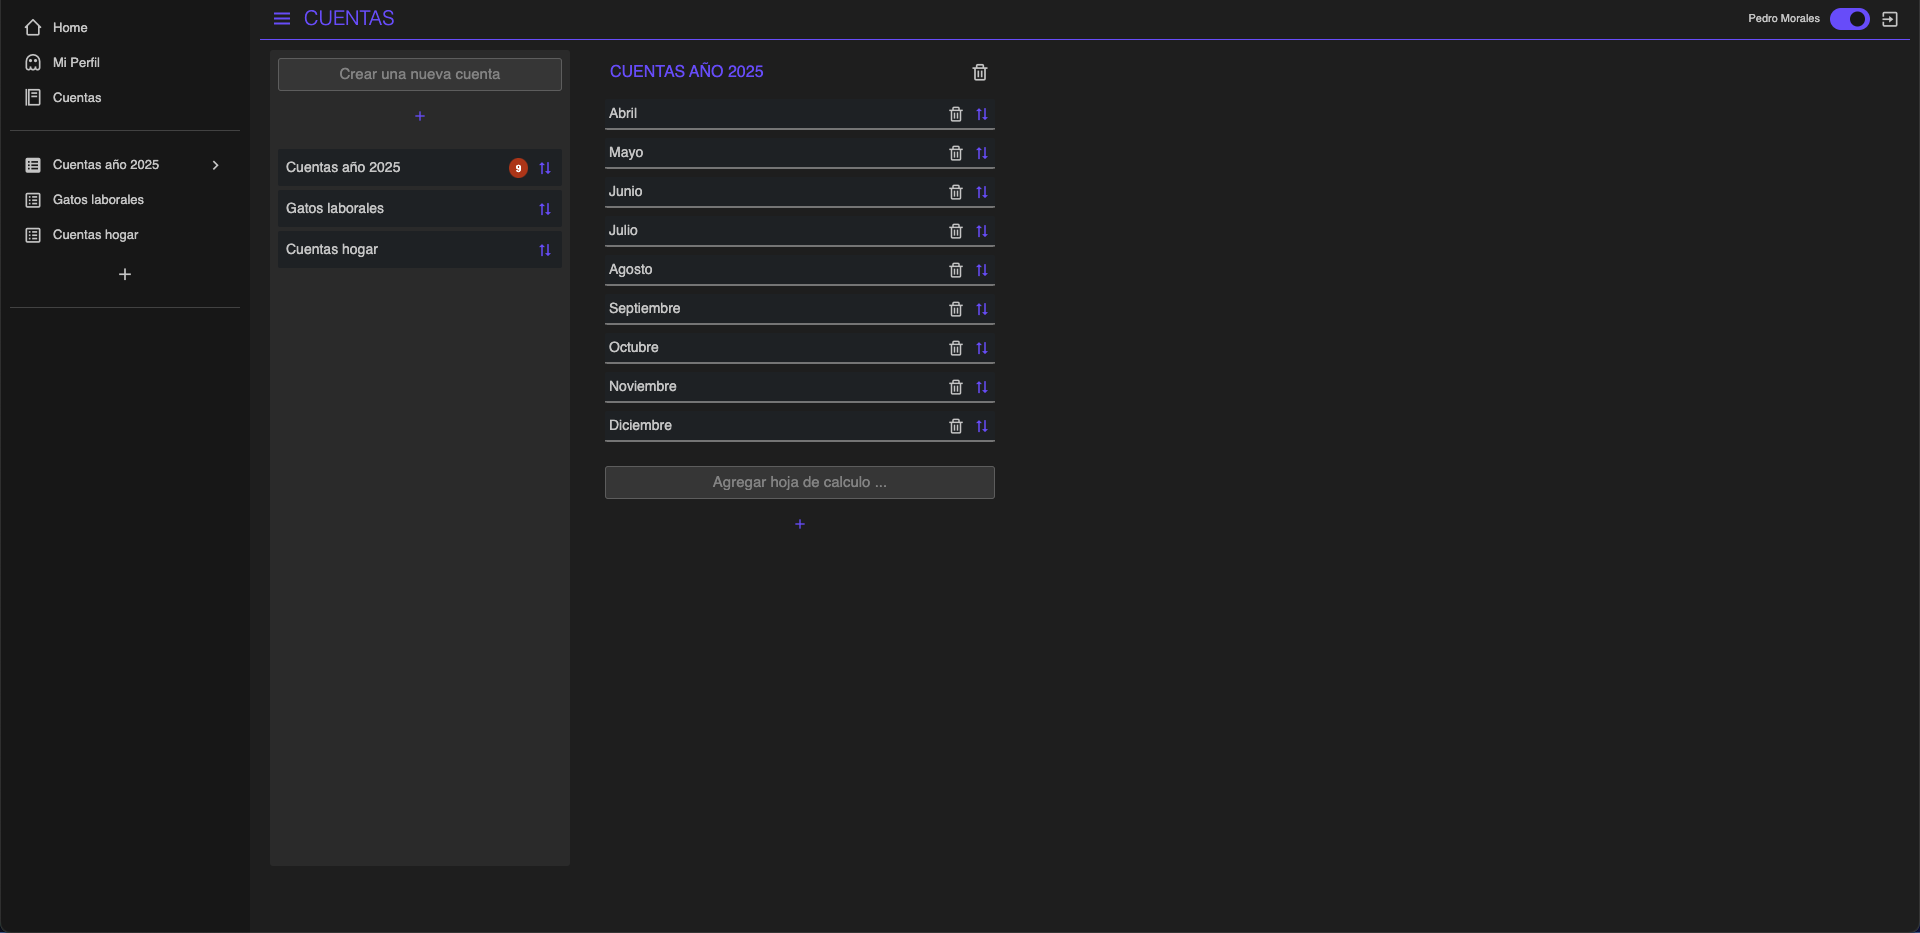 Home
Mi Perfil
Cuentas
Cuentas año 2025
Gatos laborales
Cuentas hogar
+
CUENTAS
Pedro Morales
Crear una nueva cuenta
+
Cuentas año 2025 9
Gatos laborales
Cuentas hogar
CUENTAS AÑO 2025
Abril
Mayo
Junio
Julio
Agosto
Septiembre
Octubre
Noviembre
Diciembre
Agregar hoja de calculo ...
+